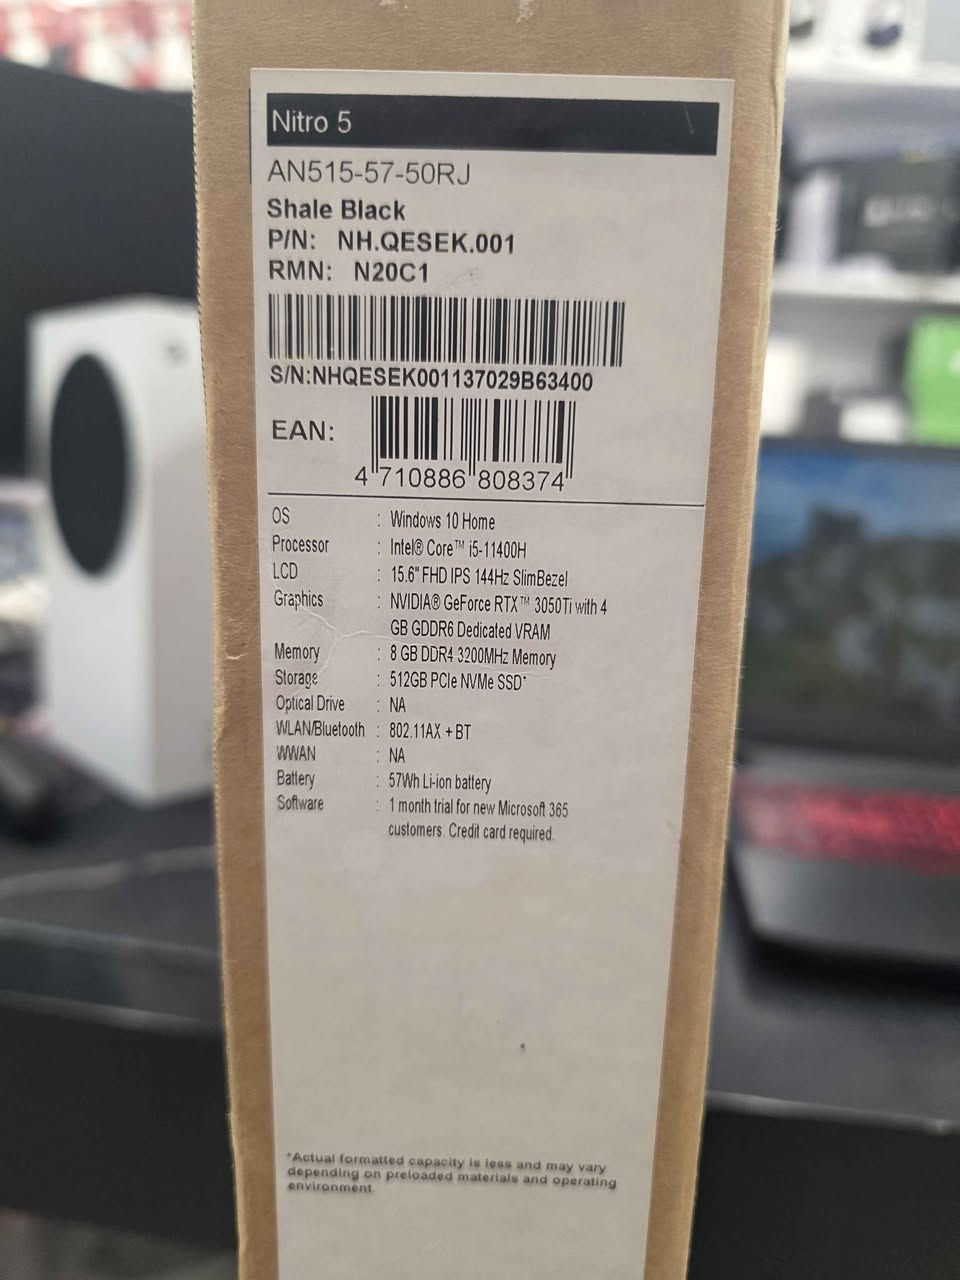 Nitro 5
AN515-57-50RJ
Shale Black
P/N: NH.QESEK.001
RMN: N20C1
S/N:NHQESEK001137029B63400
EAN:
4 710886 808374
OS : Windows 10 Home
Processor : Intel® Core™ i5-11400H
LCD : 15.6" FHD IPS 144Hz SlimBezel
Graphics : NVIDIA® GeForce RTX™ 3050Ti with 4
GB GDDR6 Dedicated VRAM
Memory : 8 GB DDR4 3200MHz Memory
Storage : 512GB PCIe NVMe SSD*
Optical Drive : NA
WLAN/Bluetooth : 802.11AX + BT
WWAN : NA
Battery : 57Wh Li-ion battery
Software : 1 month trial for new Microsoft 365
customers. Credit card required.
*Actual formatted capacity is less and may vary
depending on preloaded materials and operating
environment.